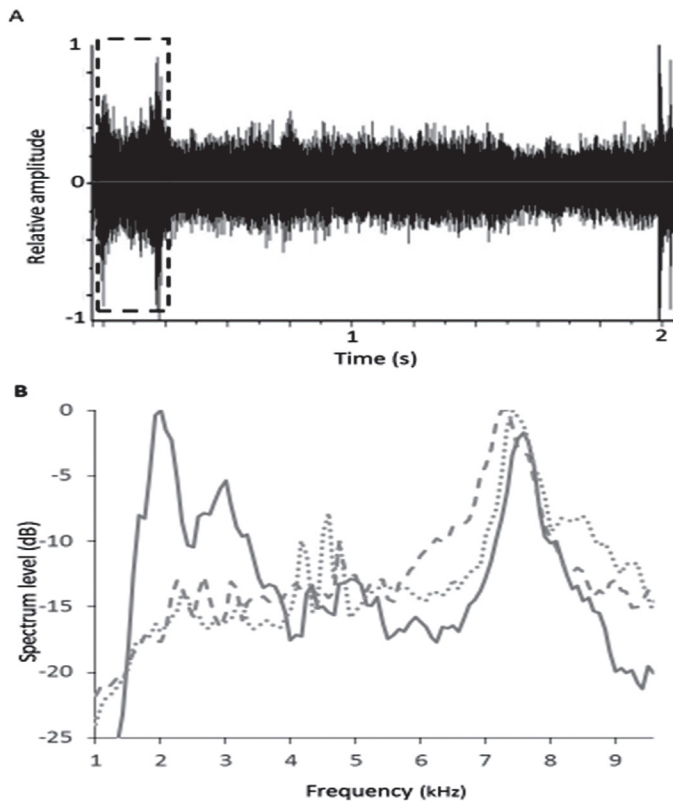 A
1
0
-1
Relative amplitude
1
2
Time (s)
B
0
-5
-10
-15
-20
-25
Spectrum level (dB)
1 2 3 4 5 6 7 8 9
Frequency (kHz)